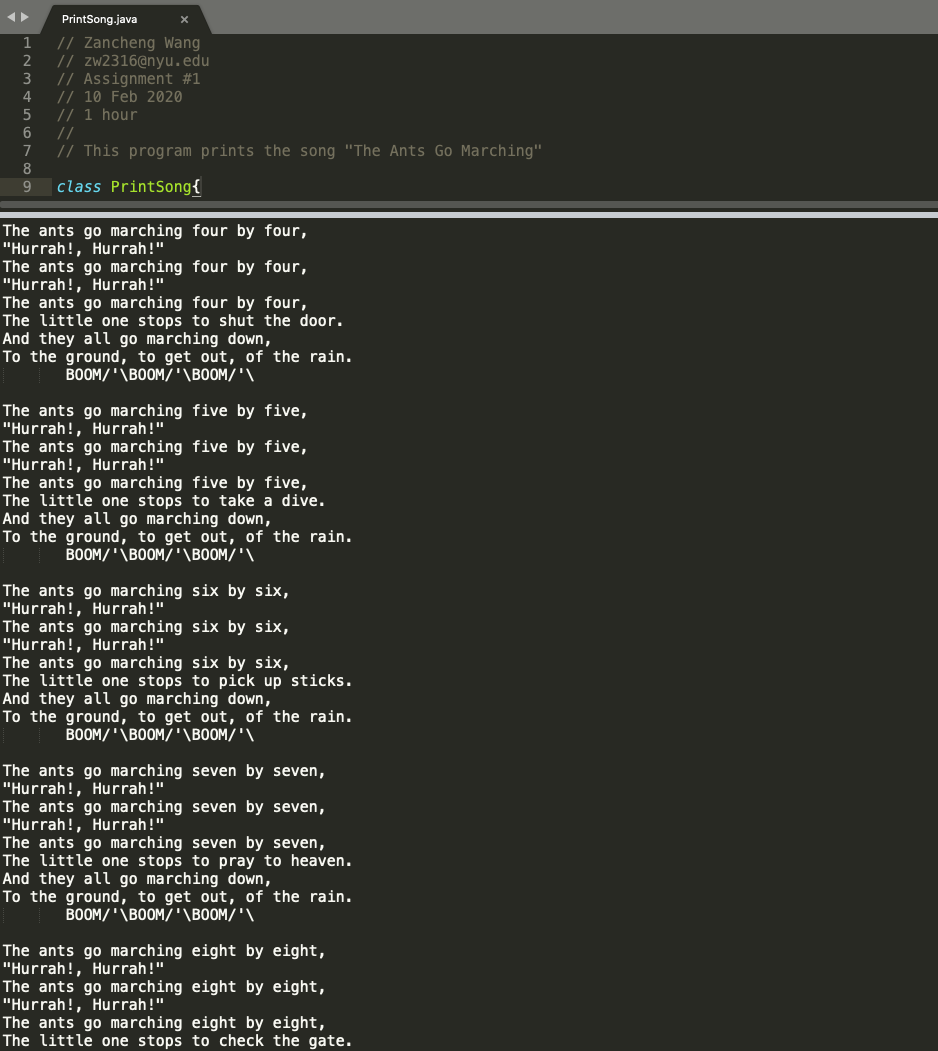 PrintSong.java ×
1 // Zancheng Wang
2 // zw2316@nyu.edu
3 // Assignment #1
4 // 10 Feb 2020
5 // 1 hour
6 //
7 // This program prints the song "The Ants Go Marching"
8
9 class PrintSong{
The ants go marching four by four,
"Hurrah!, Hurrah!"
The ants go marching four by four,
"Hurrah!, Hurrah!"
The ants go marching four by four,
The little one stops to shut the door.
And they all go marching down,
To the ground, to get out, of the rain.
BOOM/'\BOOM/'\BOOM/'\
The ants go marching five by five,
"Hurrah!, Hurrah!"
The ants go marching five by five,
"Hurrah!, Hurrah!"
The ants go marching five by five,
The little one stops to take a dive.
And they all go marching down,
To the ground, to get out, of the rain.
BOOM/'\BOOM/'\BOOM/'\
The ants go marching six by six,
"Hurrah!, Hurrah!"
The ants go marching six by six,
"Hurrah!, Hurrah!"
The ants go marching six by six,
The little one stops to pick up sticks.
And they all go marching down,
To the ground, to get out, of the rain.
BOOM/'\BOOM/'\BOOM/'\
The ants go marching seven by seven,
"Hurrah!, Hurrah!"
The ants go marching seven by seven,
"Hurrah!, Hurrah!"
The ants go marching seven by seven,
The little one stops to pray to heaven.
And they all go marching down,
To the ground, to get out, of the rain.
BOOM/'\BOOM/'\BOOM/'\
The ants go marching eight by eight,
"Hurrah!, Hurrah!"
The ants go marching eight by eight,
"Hurrah!, Hurrah!"
The ants go marching eight by eight,
The little one stops to check the gate.